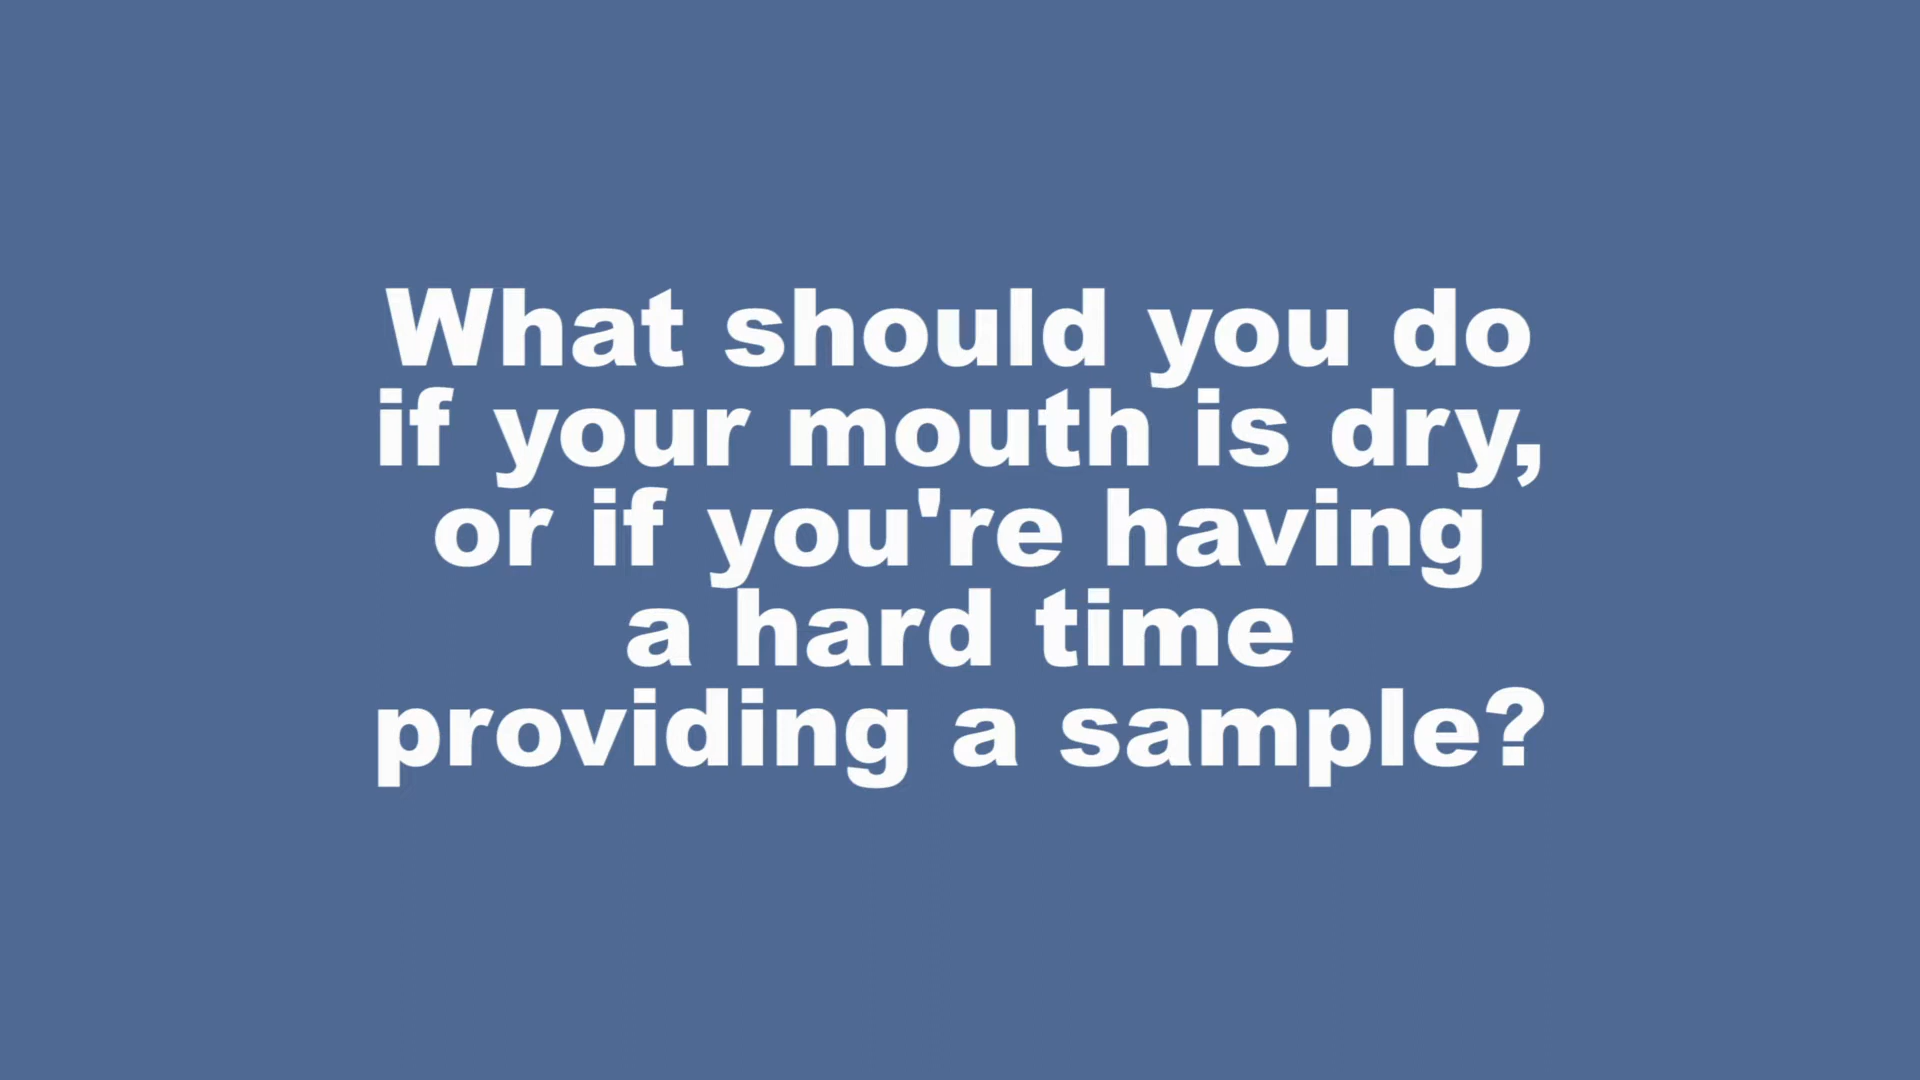 What should you do
if your mouth is dry,
or if you're having
a hard time
providing a sample?